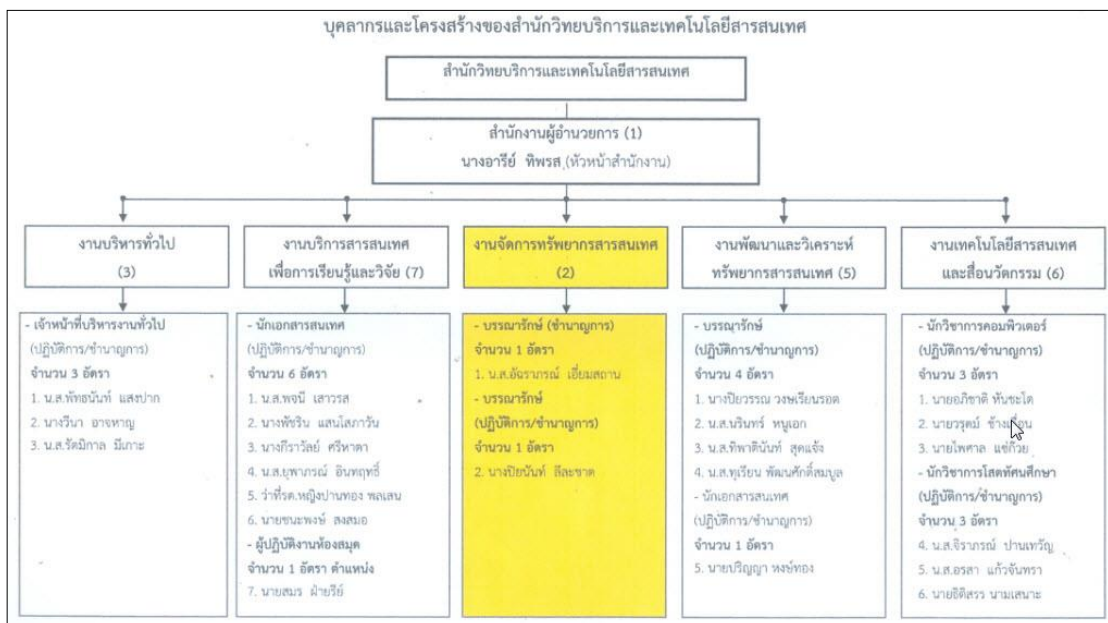 บุคลากรและโครงสร้างของสำนักวิทยบริการและเทคโนโลยีสารสนเทศ
สำนักวิทยบริการและเทคโนโลยีสารสนเทศ
สำนักงานผู้อำนวยการ (1)
นางอารีย์ ทิพรส (หัวหน้าสำนักงาน)
งานบริหารทั่วไป
(3)
- เจ้าหน้าที่บริหารงานทั่วไป
(ปฏิบัติการ/ชำนาญการ)
จำนวน 3 อัตรา
1. น.ส.พัทธนันท์ แสงปาก
2. นางวีนา อาจหาญ
3. น.ส.รัตมิกาล มีเกาะ
งานบริการสารสนเทศ
เพื่อการเรียนรู้และวิจัย (7)
- นักเอกสารสนเทศ
(ปฏิบัติการ/ชำนาญการ)
จำนวน 6 อัตรา
1. น.ส.พจนี เสาวรส
2. นางพัชริน แสนโสภาวัน
3. นางกีราวัลย์ ศรีหาตา
4. น.ส.ยุพาภรณ์ อินทฤทธิ์
5. ว่าที่รต.หญิงปานทอง พลเสน
6. นายชนะพงษ์ สงสมอ
- ผู้ปฏิบัติงานห้องสมุด
จำนวน 1 อัตรา ตำแหน่ง
7. นายสมร ฝ่ายรีย์
งานจัดการทรัพยากรสารสนเทศ
(2)
- บรรณารักษ์ (ชำนาญการ)
จำนวน 1 อัตรา
1. น.ส.อัฉราภรณ์ เอี่ยมสถาน
- บรรณารักษ์
(ปฏิบัติการ/ชำนาญการ)
จำนวน 1 อัตรา
2. นางปิยนันท์ ลีละขาด
งานพัฒนาและวิเคราะห์
ทรัพยากรสารสนเทศ (5)
- บรรณารักษ์
(ปฏิบัติการ/ชำนาญการ)
จำนวน 4 อัตรา
1. นางปิยวรรณ วงษเรียนรอต
2. น.ส.นรินทร์ หนูเอก
3. น.ส.ทิพาตินันท์ สุดแจ้ง
4. น.ส.ทุเรียน พัฒนศักดิ์สมบูล
- นักเอกสารสนเทศ
(ปฏิบัติการ/ชำนาญการ)
จำนวน 1 อัตรา
5. นายปริญญา หงษ์ทอง
งานเทคโนโลยีสารสนเทศ
และสื่อนวัตกรรม (6)
- นักวิชาการคอมพิวเตอร์
(ปฏิบัติการ/ชำนาญการ)
จำนวน 3 อัตรา
1. นายอภิชาติ หันชะโต
2. นายวรุตม์
3. นายไพศาล แซ่ก๊วย
- นักวิชาการโสตทัศนศึกษา
(ปฏิบัติการ/ชำนาญการ)
จำนวน 3 อัตรา
4. น.ส.จิราภรณ์ ปานเทวัญ
5. น.ส.อรสา แก้วจันทรา
6. นายธิติสรร นามเสนาะ